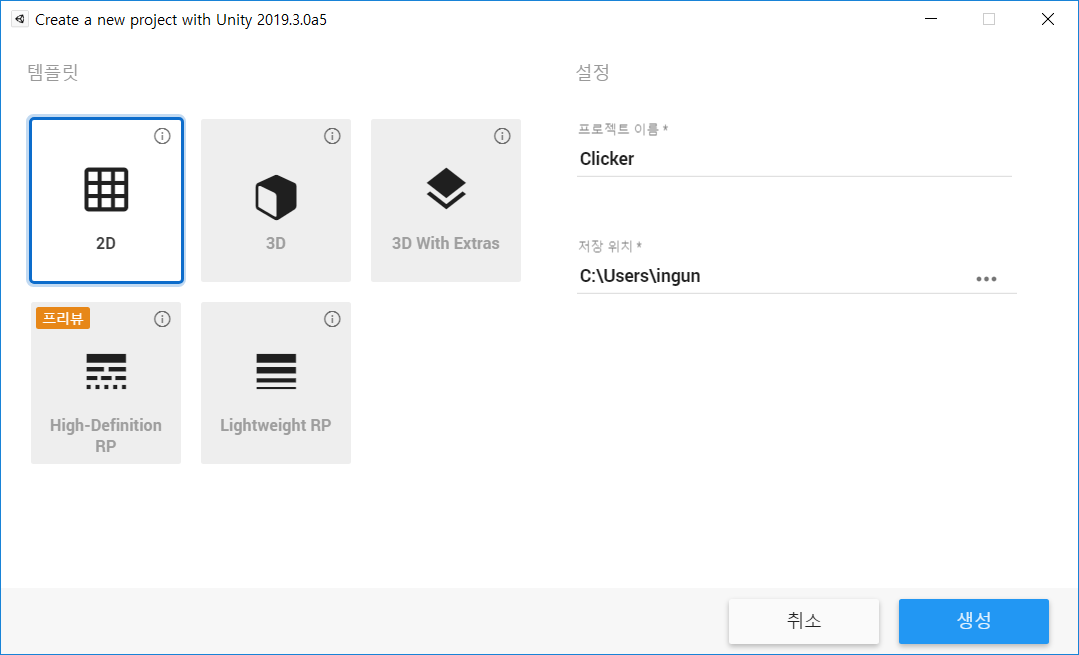 Create a new project with Unity 2019.3.0a5
템플릿
2D
3D
3D With Extras
프리뷰
High-Definition
RP
Lightweight RP
설정
프로젝트 이름 *
Clicker
저장 위치 *
C:\Users\ingun
취소
생성